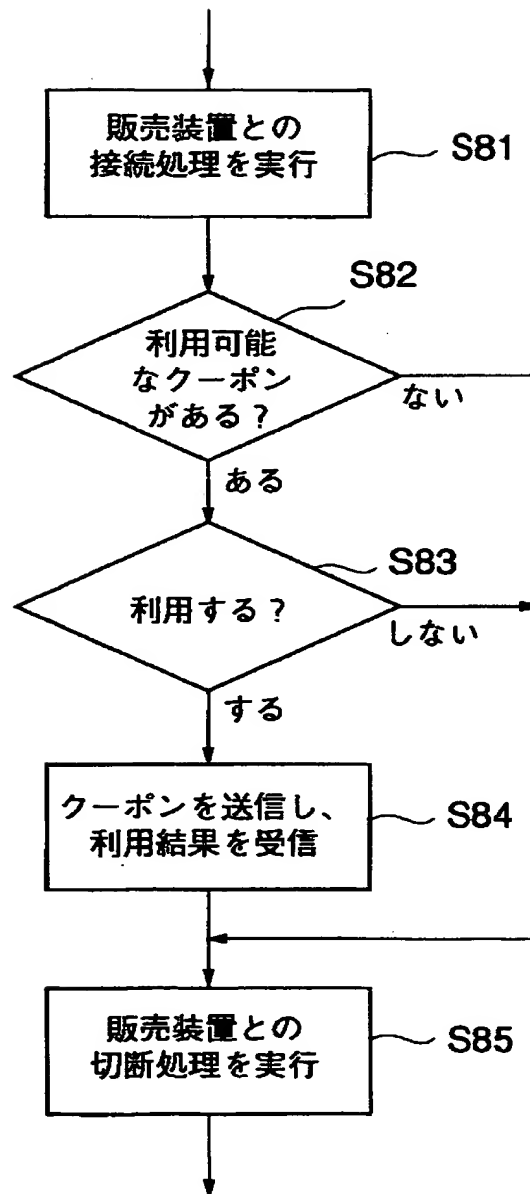 販売装置との
接続処理を実行
S81
S82
利用可能
なクーポン
がある?
ない
ある
S83
利用する?
しない
する
クーポンを送信し、
利用結果を受信
S84
販売装置との
切断処理を実行
S85